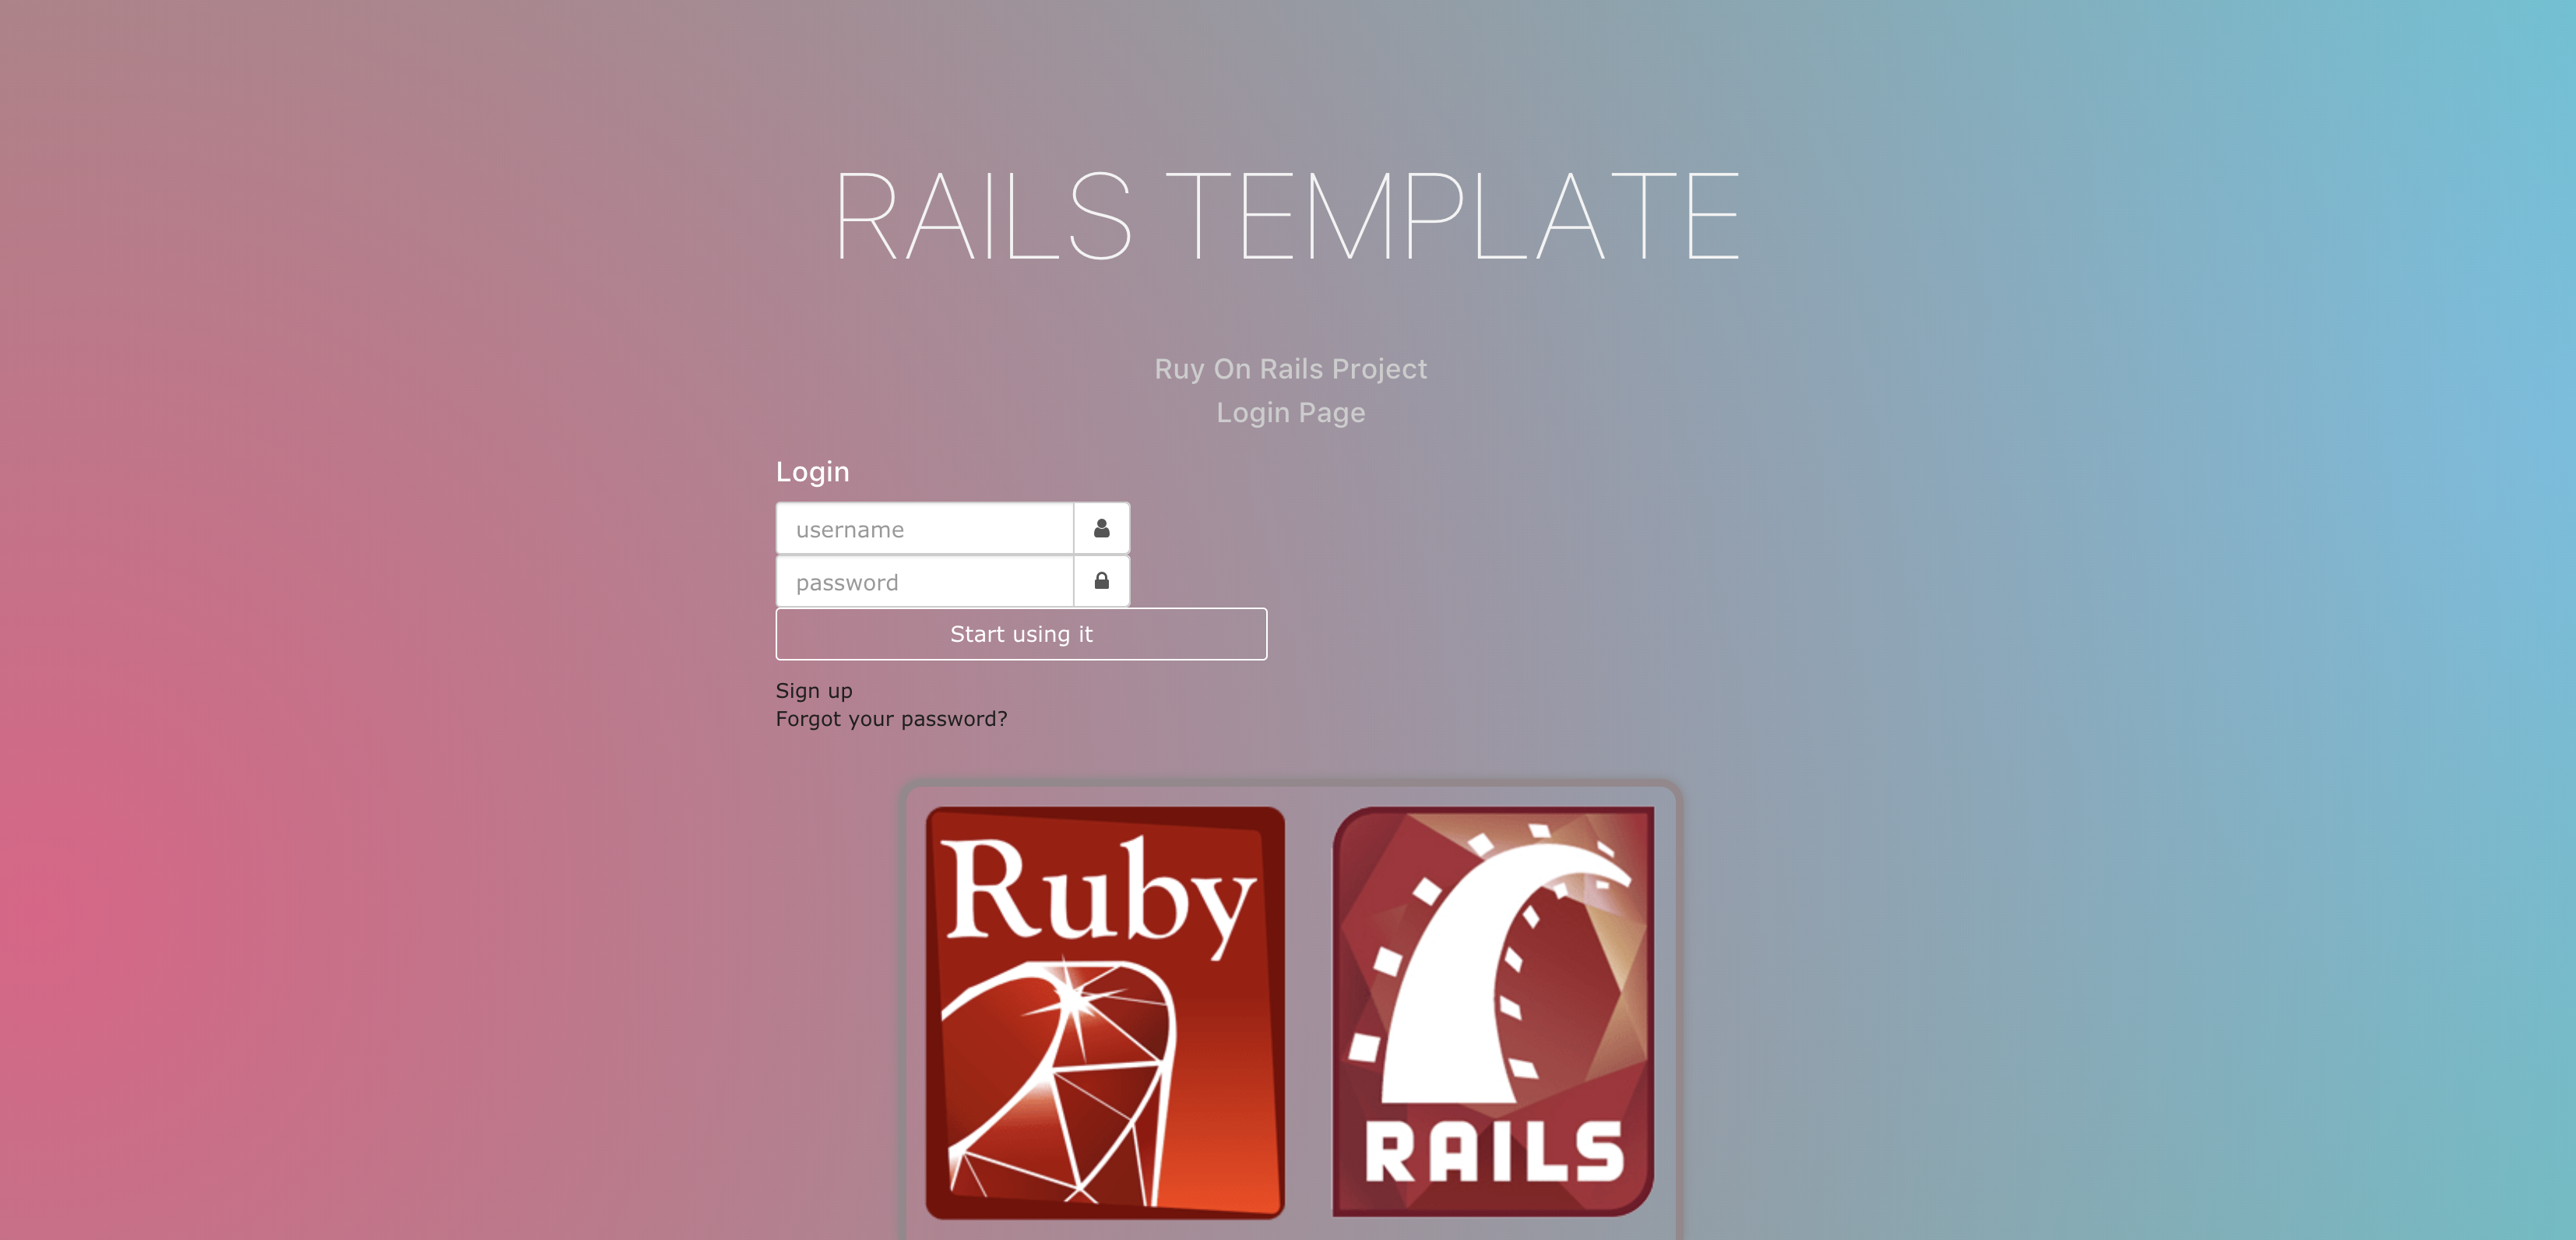 RAILS TEMPLATE
Ruy On Rails Project
Login Page
Login
username
password
Start using it
Sign up
Forgot your password?
Ruby
RAILS